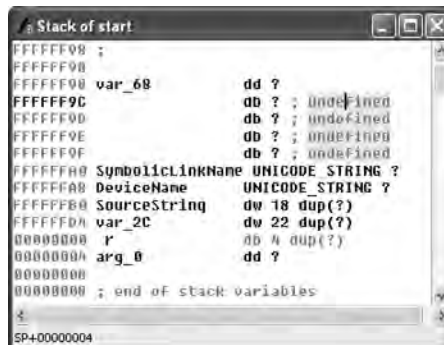 Stack of start
FFFFFF98 ;
FFFFFF98
FFFFFF98 var_68 dd ?
FFFFFF9C db ? ; undefined
FFFFFF9D db ? ; undefined
FFFFFF9E db ? ; undefined
FFFFFF9F db ? ; undefined
FFFFFFA0 SymbolicLinkName UNICODE_STRING ?
FFFFFFA8 DeviceName UNICODE_STRING ?
FFFFFFB0 SourceString dw 18 dup(?)
FFFFFFD4 var_2C dw 22 dup(?)
00000000 r db 4 dup(?)
00000004 arg_0 dd ?
00000008
00000008 ; end of stack variables
SP+00000004